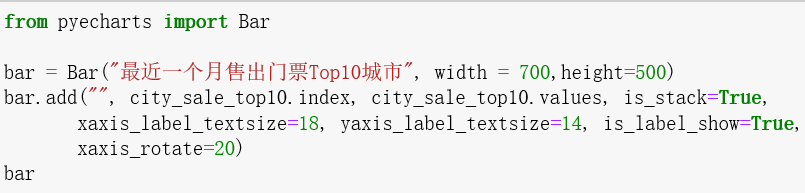 from pyecharts import Bar
bar = Bar("最近一个月售出门票Top10城市", width = 700,height=500)
bar.add("", city_sale_top10.index, city_sale_top10.values, is_stack=True,
xaxis_label_textsize=18, yaxis_label_textsize=14, is_label_show=True,
xaxis_rotate=20)
bar